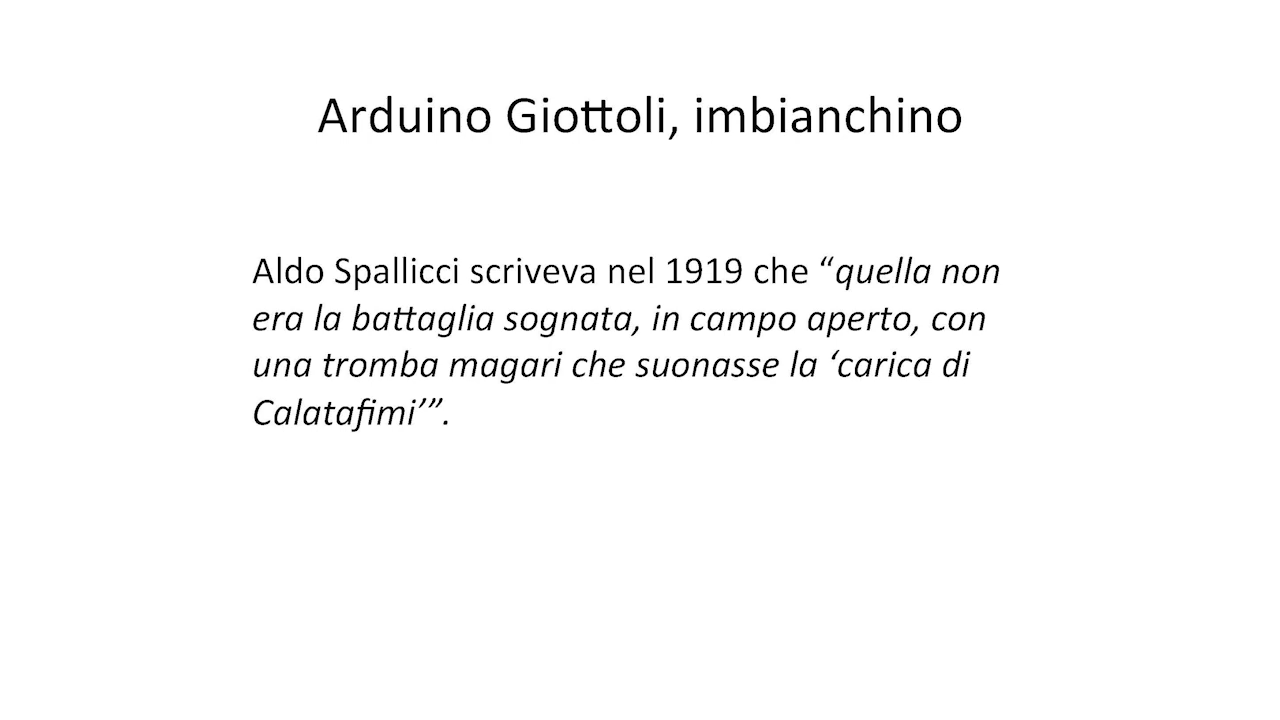 Arduino Giottoli, imbianchino
Aldo Spallicci scriveva nel 1919 che “quella non
era la battaglia sognata, in campo aperto, con
una tromba magari che suonasse la ‘carica di
Calatafimi’”.